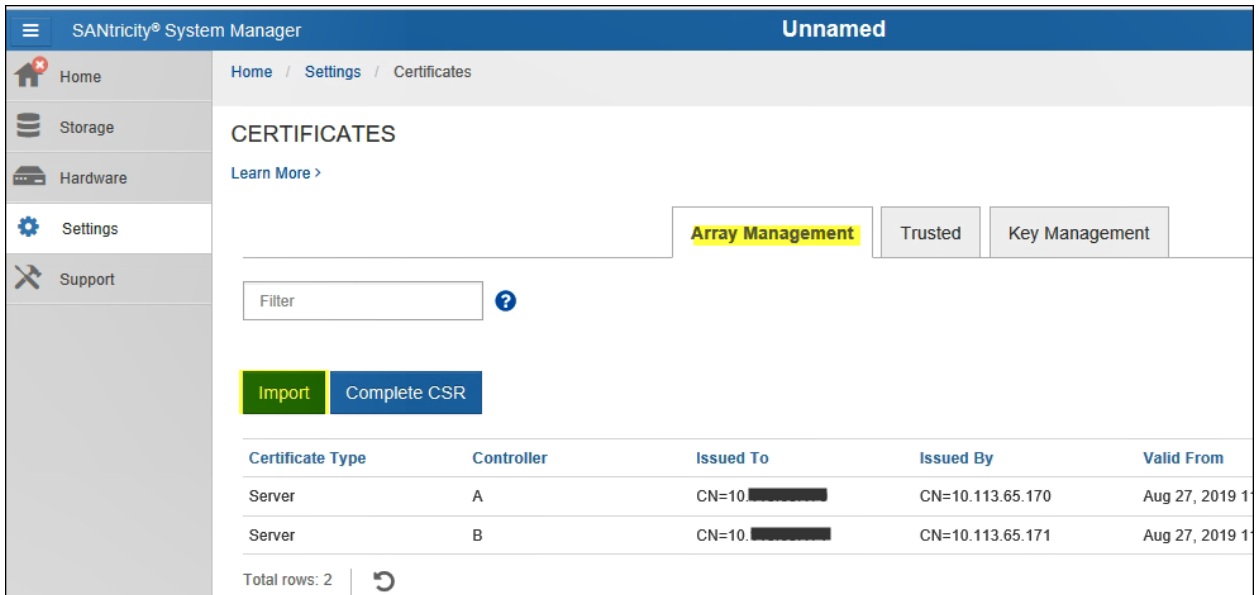 SANtricity® System Manager
Unnamed
Home
Storage
Hardware
Settings
Support
Home / Settings / Certificates
CERTIFICATES
Learn More >
Array Management
Trusted
Key Management
Filter
?
Import
Complete CSR
Certificate Type Controller Issued To Issued By Valid From
Server A CN=10. CN=10.113.65.170 Aug 27, 2019
Server B CN=10. CN=10.113.65.171 Aug 27, 2019
Total rows: 2